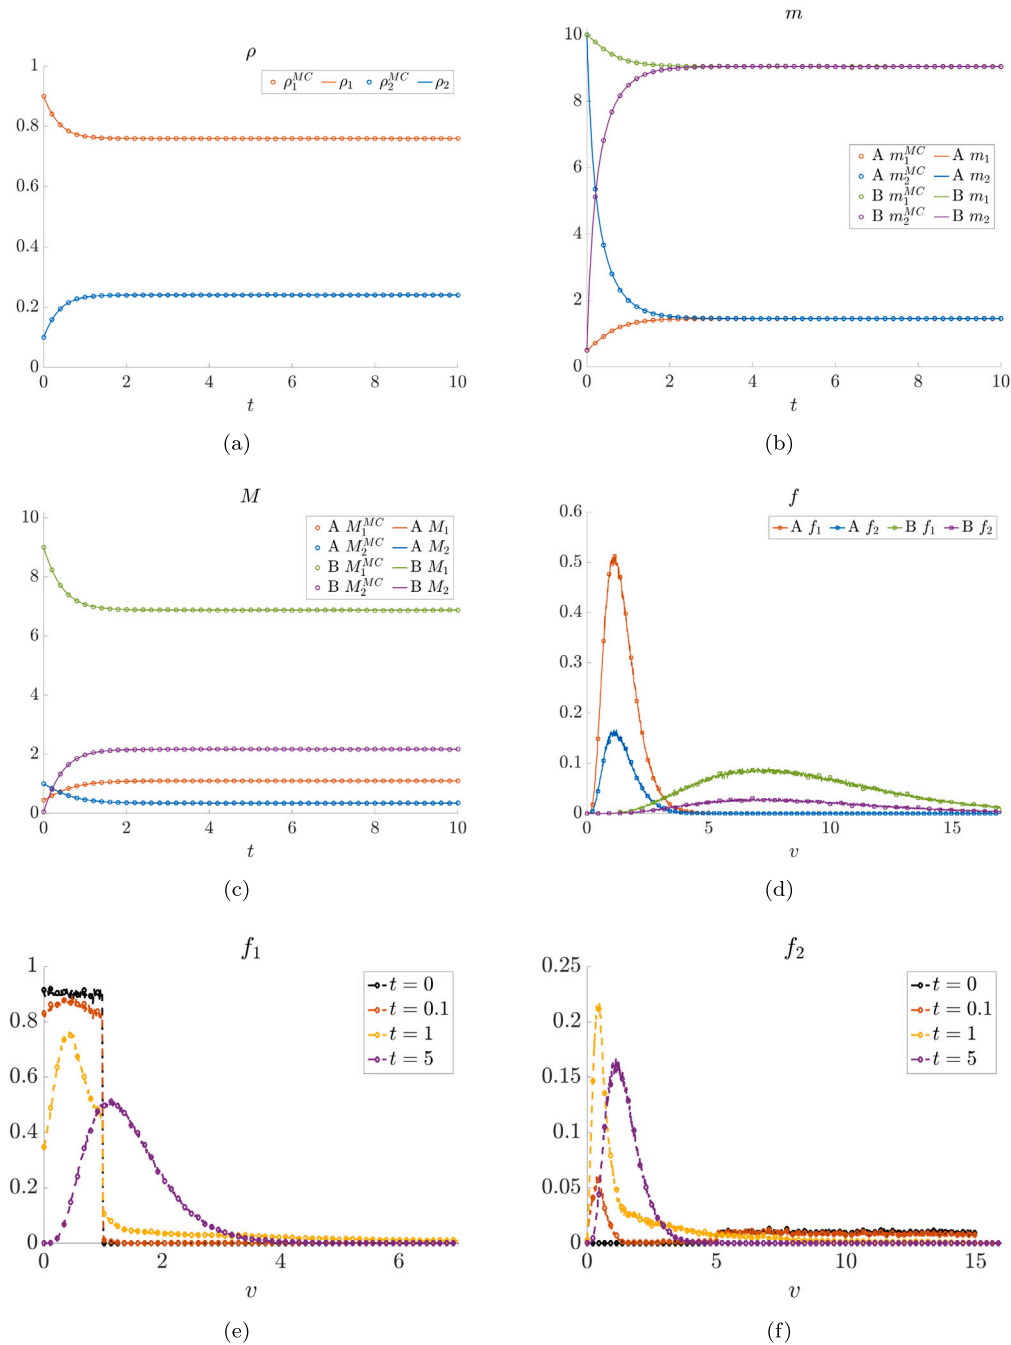 ρ
1
0.8
0.6
0.4
0.2
0
0 2 4 6 8 10
t
ρ₁ᴹᶜ ρ₁ ρ₂ᴹᶜ ρ₂
(a)
m
10
8
6
4
2
0
0 2 4 6 8 10
t
A m₁ᴹᶜ A m₁
A m₂ᴹᶜ A m₂
B m₁ᴹᶜ B m₁
B m₂ᴹᶜ B m₂
(b)
M
10
8
6
4
2
0
0 2 4 6 8 10
t
A M₁ᴹᶜ A M₁
A M₂ᴹᶜ A M₂
B M₁ᴹᶜ B M₁
B M₂ᴹᶜ B M₂
(c)
f
0.6
0.5
0.4
0.3
0.2
0.1
0
0 5 10 15
v
A f₁ A f₂ B f₁ B f₂
(d)
f₁
1
0.8
0.6
0.4
0.2
0
0 2 4 6
v
t = 0
t = 0.1
t = 1
t = 5
(e)
f₂
0.25
0.2
0.15
0.1
0.05
0
0 5 10 15
v
t = 0
t = 0.1
t = 1
t = 5
(f)